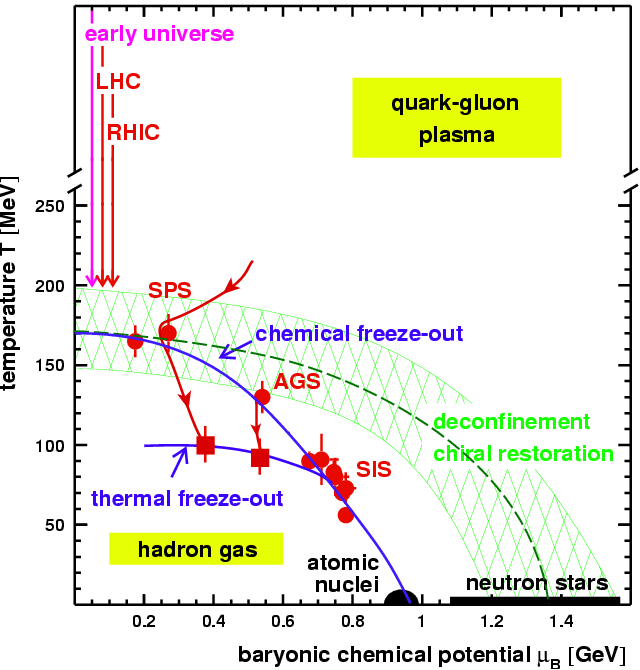 early universe
LHC
RHIC
quark-gluon
plasma
temperature T [MeV]
250
200
150
100
50
SPS
chemical freeze-out
AGS
deconfinement
chiral restoration
SIS
thermal freeze-out
hadron gas
atomic
nuclei
neutron stars
0.2
0.4
0.6
0.8
1
1.2
1.4
baryonic chemical potential μB [GeV]